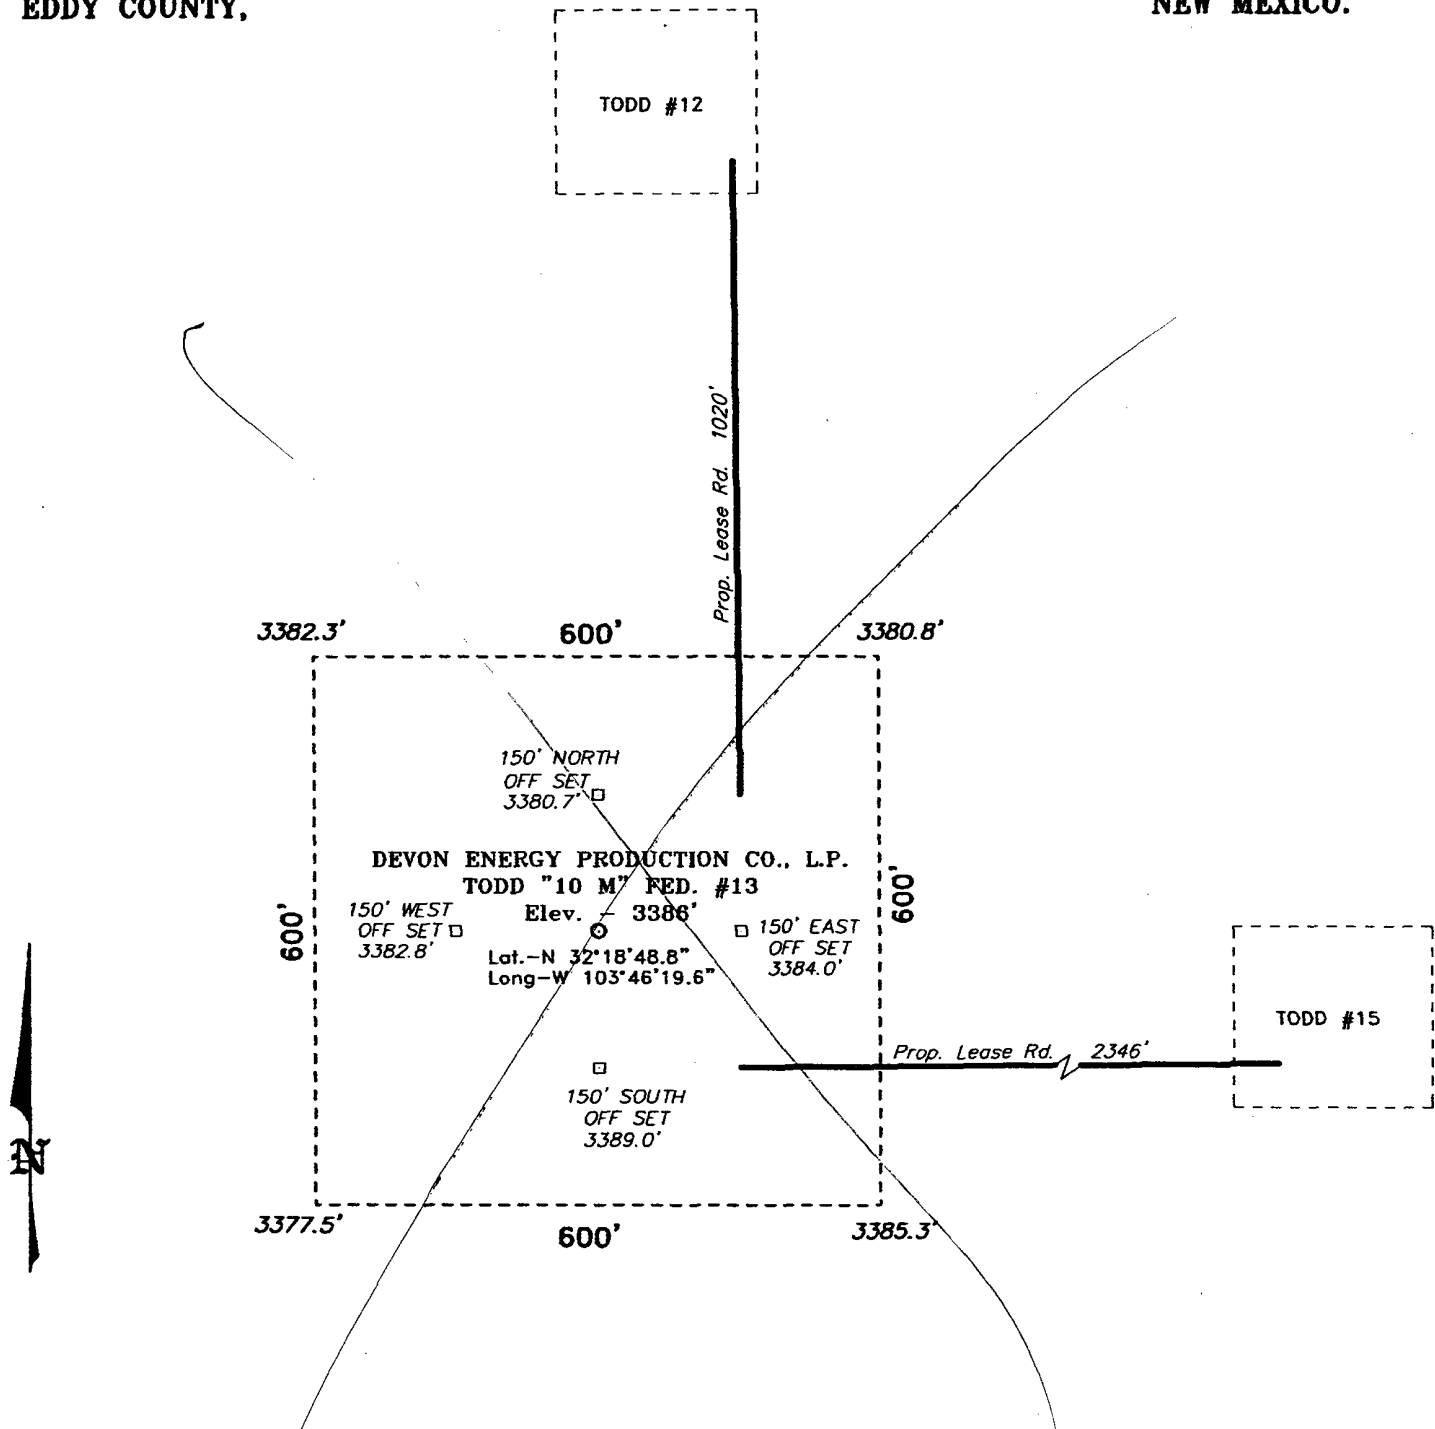 EDDY COUNTY,
NEW MEXICO.
TODD #12
Prop. Lease Rd. 1020'
3382.3'
600'
3380.8'
150' NORTH
OFF SET
3380.7'
DEVON ENERGY PRODUCTION CO., L.P.
TODD "10 M" FED. #13
Elev. - 3386'
Lat.-N 32°18'48.8"
Long-W 103°46'19.6"
600'
150' WEST
OFF SET
3382.8'
150' EAST
OFF SET
3384.0'
600'
TODD #15
Prop. Lease Rd. 2346'
150' SOUTH
OFF SET
3389.0'
N
3377.5'
600'
3385.3'